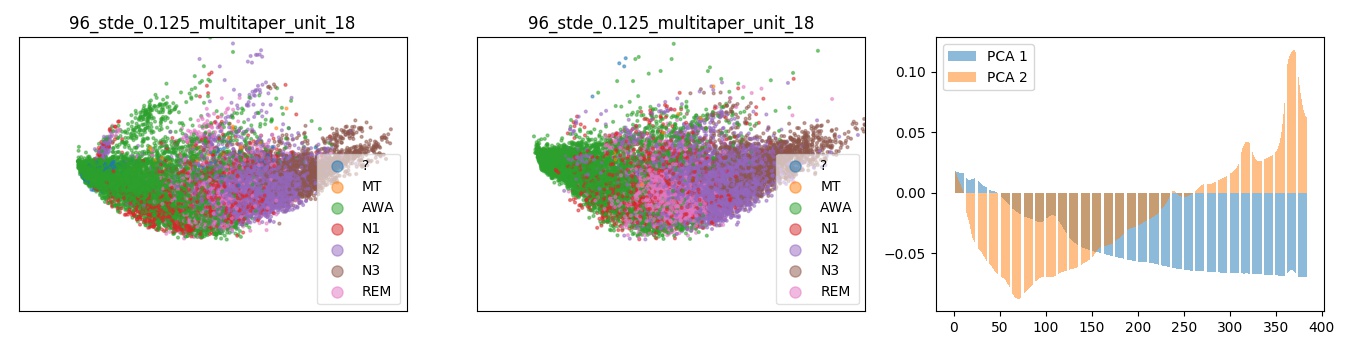 96_stde_0.125_multitaper_unit_18
?
MT
AWA
N1
N2
N3
REM
96_stde_0.125_multitaper_unit_18
?
MT
AWA
N1
N2
N3
REM
PCA 1
PCA 2
0.10
0.05
0.00
−0.05
0 50 100 150 200 250 300 350 400